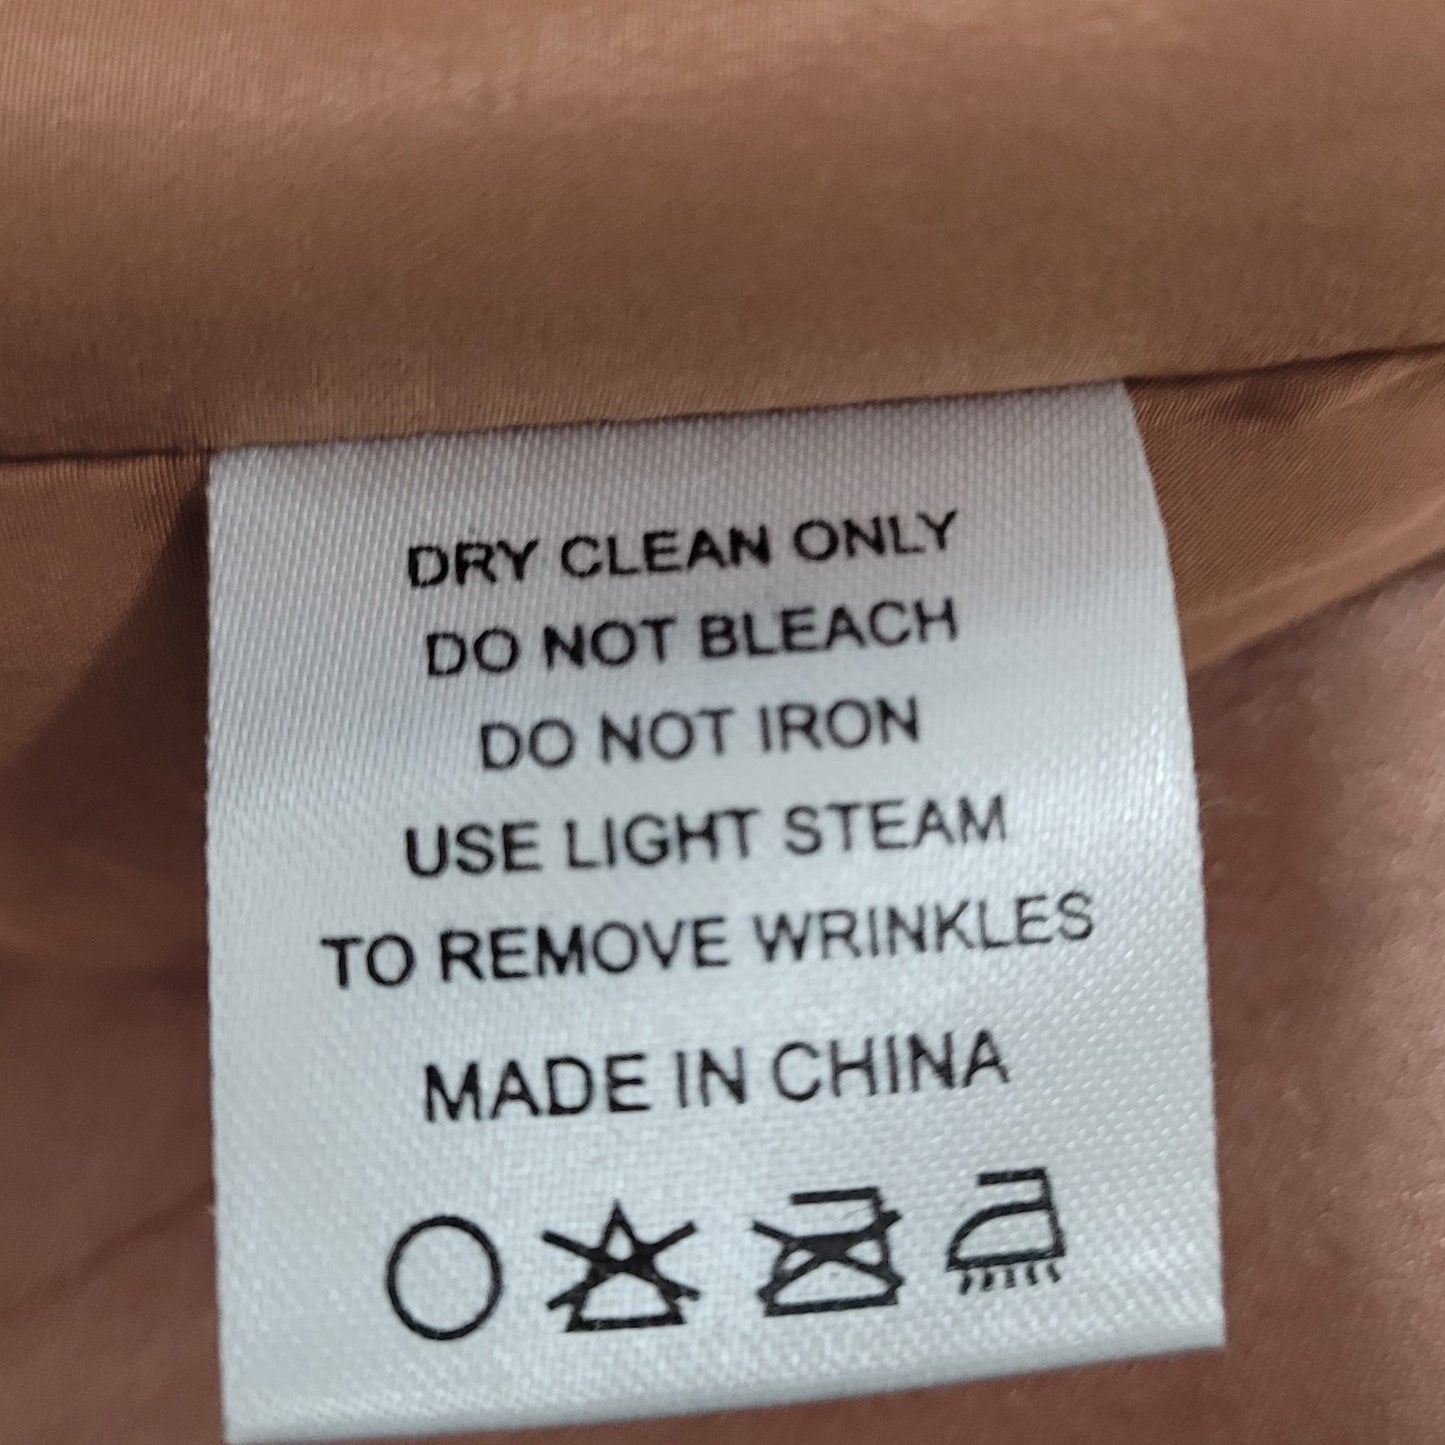 DRY CLEAN ONLY
DO NOT BLEACH
DO NOT IRON
USE LIGHT STEAM
TO REMOVE WRINKLES
MADE IN CHINA